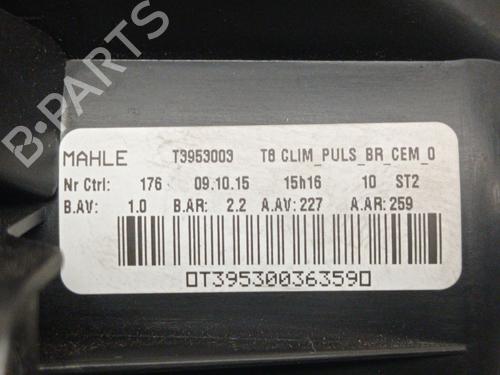 B-PARTS
MAHLE T3953003 T8 CLIM_PULS_BR_CEM_0
Nr Ctrl: 176 09.10.15 15h16 10 ST2
B.AV: 1.0 B.AR: 2.2 A.AV: 227 A.AR: 259
▯T39530036359▯